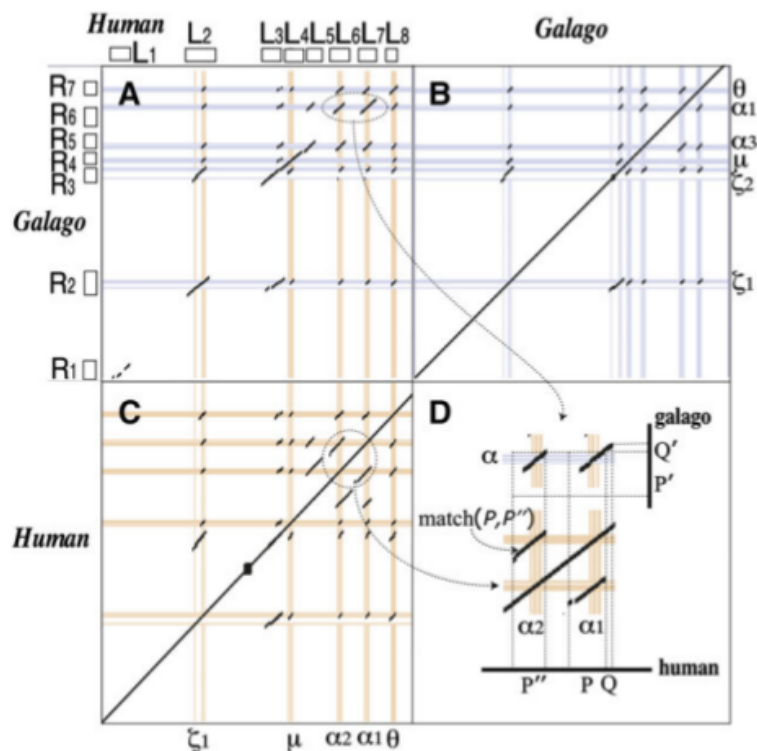 Human L1 L2 L3 L4 L5 L6 L7 L8
Galago
A
B
R7
R6
R5
R4
R3
R2
R1
Galago
θ
α1
α3
μ
ζ2
ζ1
C
D
Human
galago
Q'
P'
α
match(P,P'')
α2 α1
human
P'' P Q
ζ1 μ α2 α1 θ